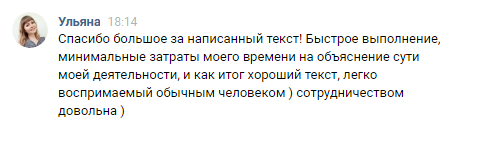 Ульяна 18:14
Спасибо большое за написанный текст! Быстрое выполнение,
минимальные затраты моего времени на объяснение сути
моей деятельности, и как итог хороший текст, легко
воспримаемый обычным человеком ) сотрудничеством
довольна )